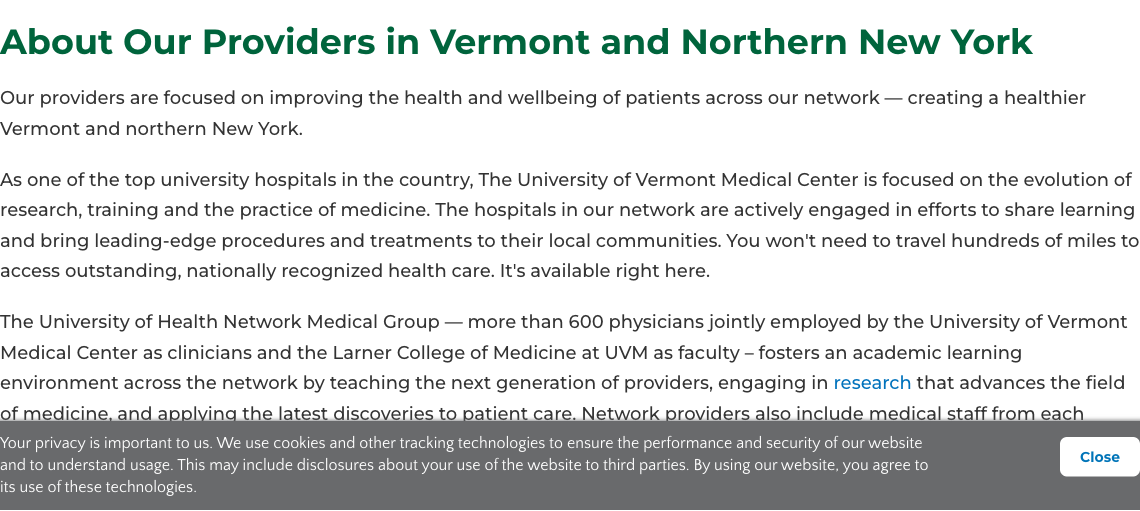 About Our Providers in Vermont and Northern New York
Our providers are focused on improving the health and wellbeing of patients across our network — creating a healthier
Vermont and northern New York.
As one of the top university hospitals in the country, The University of Vermont Medical Center is focused on the evolution of
research, training and the practice of medicine. The hospitals in our network are actively engaged in efforts to share learning
and bring leading-edge procedures and treatments to their local communities. You won't need to travel hundreds of miles to
access outstanding, nationally recognized health care. It's available right here.
The University of Health Network Medical Group — more than 600 physicians jointly employed by the University of Vermont
Medical Center as clinicians and the Larner College of Medicine at UVM as faculty – fosters an academic learning
environment across the network by teaching the next generation of providers, engaging in research that advances the field
of medicine, and applying the latest discoveries to patient care. Network providers also include medical staff from each
Your privacy is important to us. We use cookies and other tracking technologies to ensure the performance and security of our website
and to understand usage. This may include disclosures about your use of the website to third parties. By using our website, you agree to
its use of these technologies.
Close